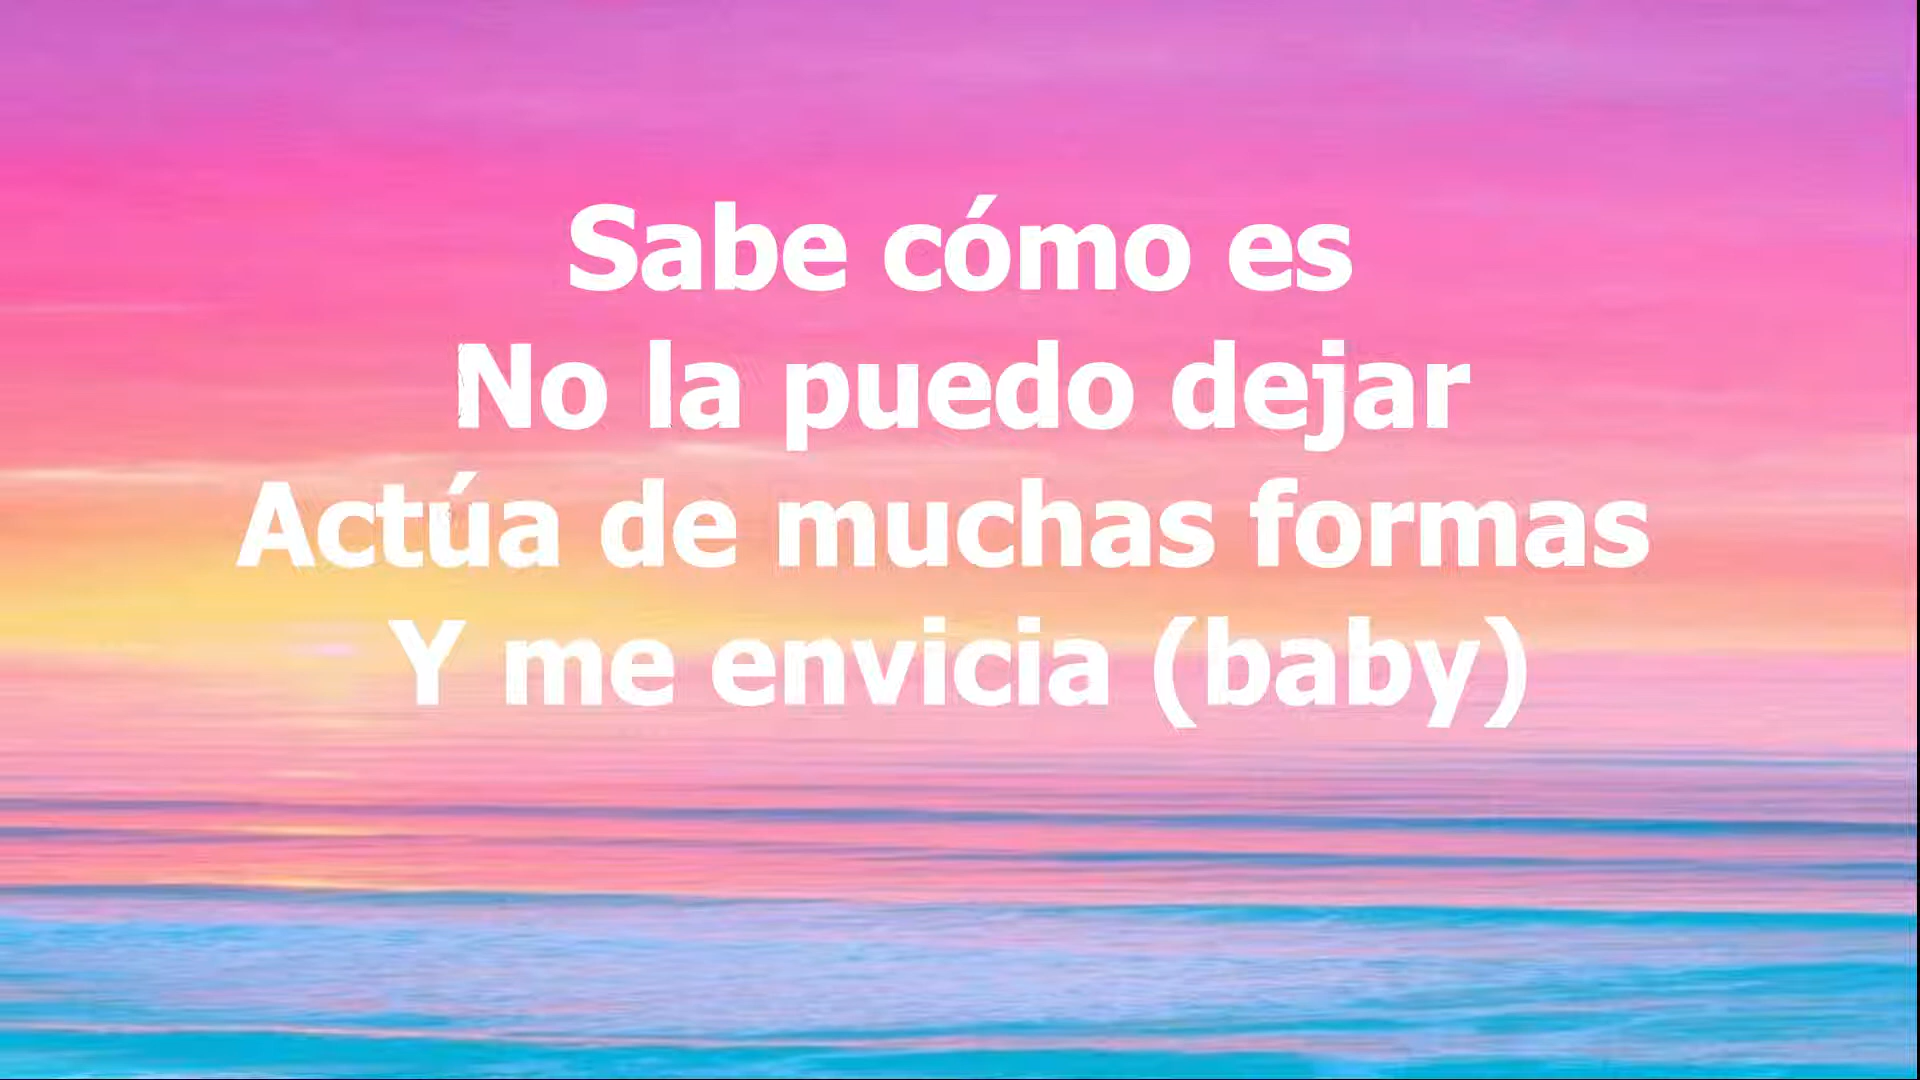 Sabe cómo es
No la puedo dejar
Actúa de muchas formas
Y me envicia (baby)